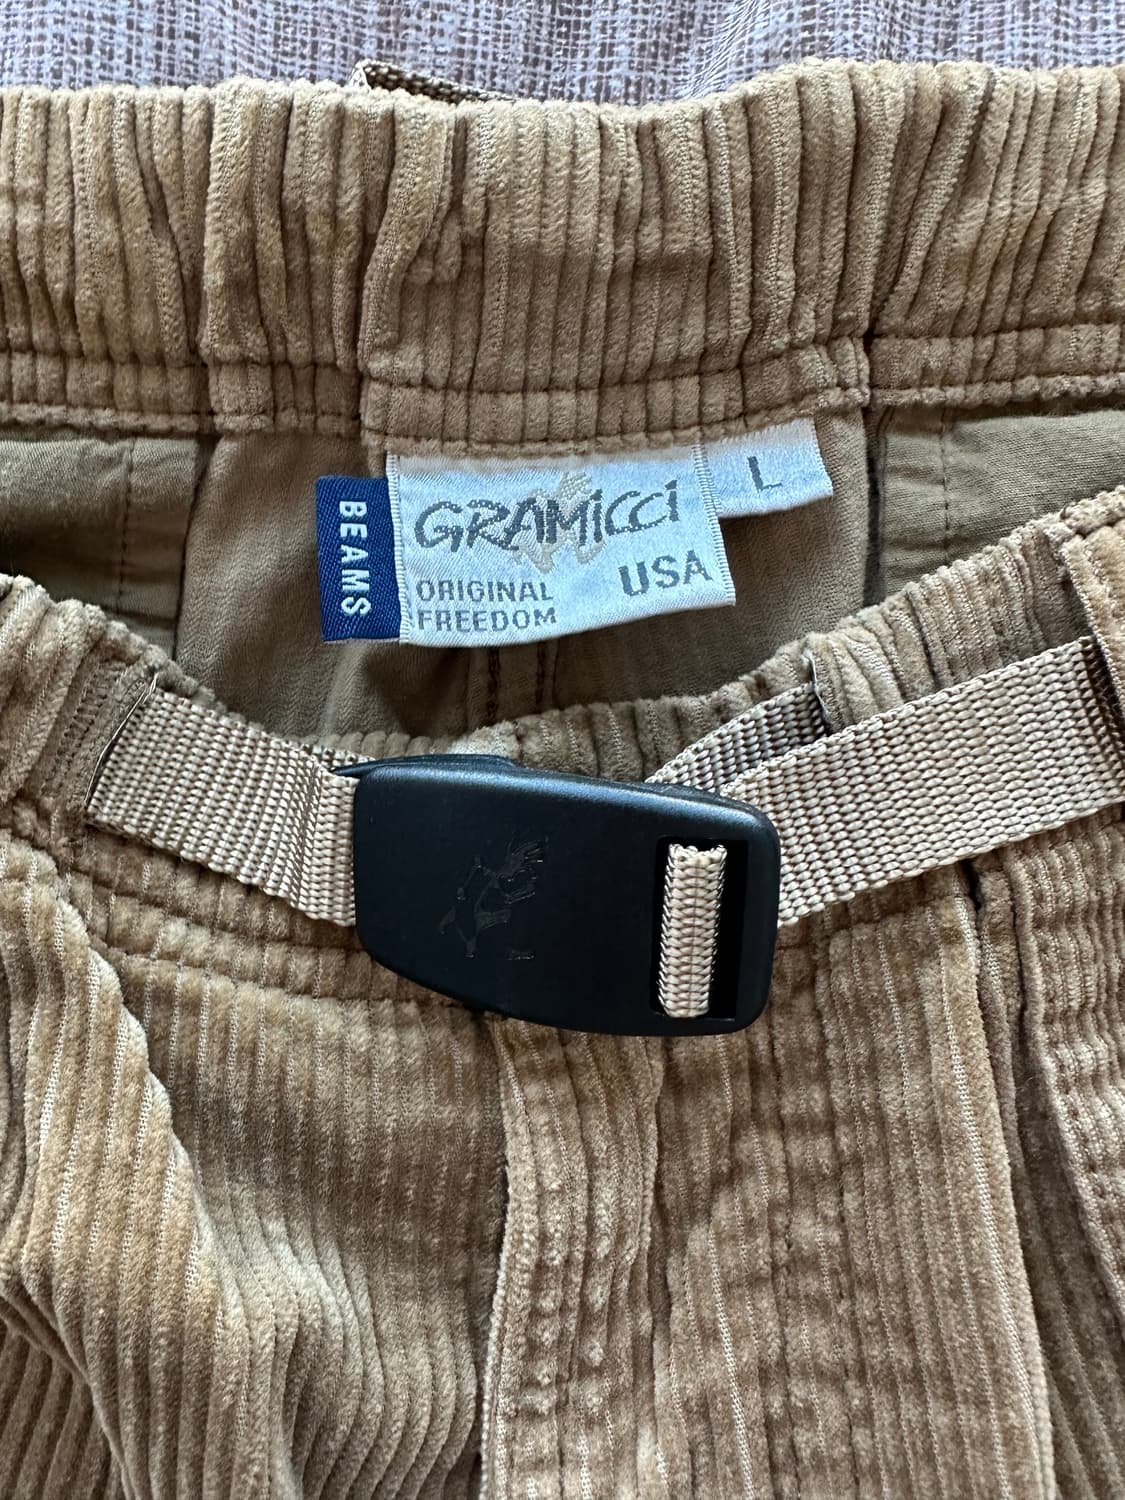 BEAMS
GRAMiCCi
ORIGINAL
FREEDOM
USA
L